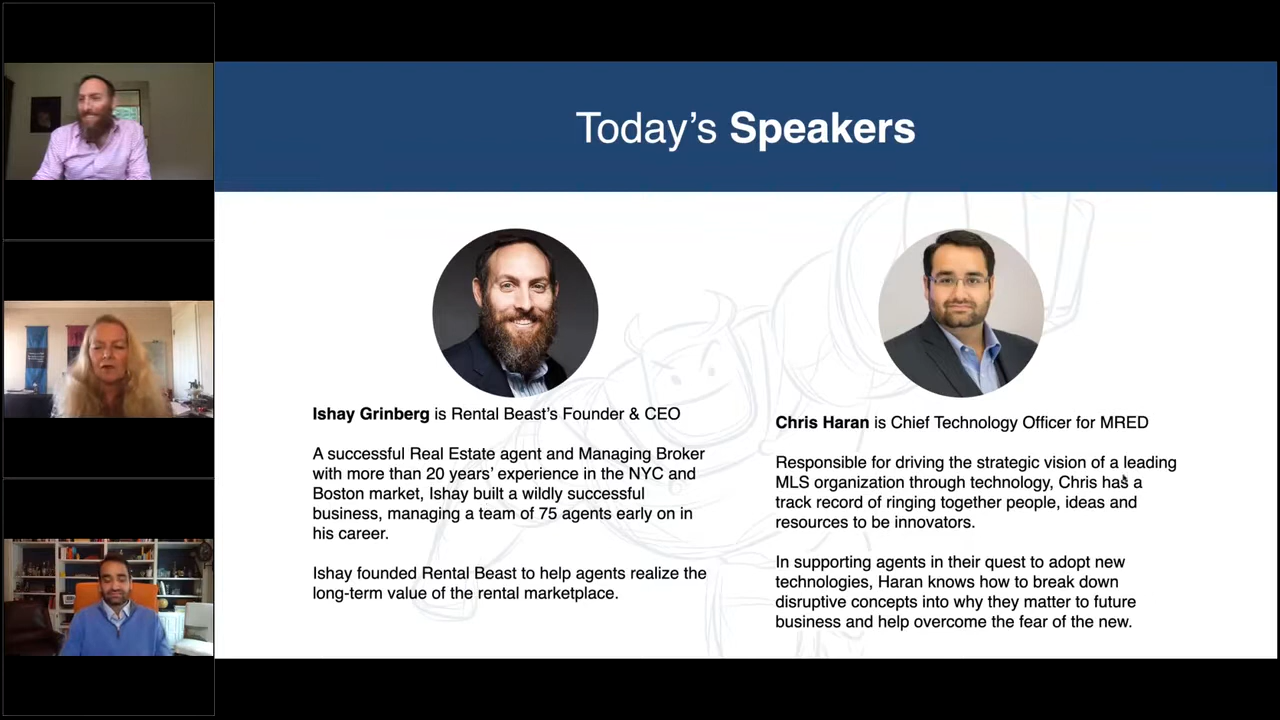 Today's Speakers
Ishay Grinberg is Rental Beast's Founder & CEO
A successful Real Estate agent and Managing Broker
with more than 20 years' experience in the NYC and
Boston market, Ishay built a wildly successful
business, managing a team of 75 agents early on in
his career.
Ishay founded Rental Beast to help agents realize the
long-term value of the rental marketplace.
Chris Haran is Chief Technology Officer for MRED
Responsible for driving the strategic vision of a leading
MLS organization through technology, Chris has a
track record of ringing together people, ideas and
resources to be innovators.
In supporting agents in their quest to adopt new
technologies, Haran knows how to break down
disruptive concepts into why they matter to future
business and help overcome the fear of the new.